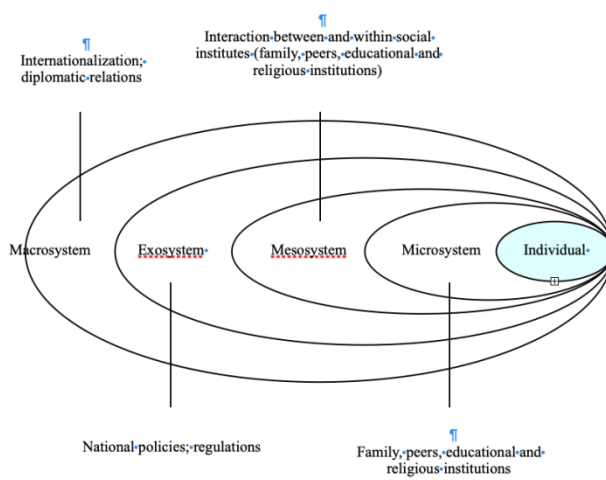 Internationalization;
diplomatic relations
Interaction between and within social
institutes (family, peers, educational and
religious institutions)
Macrosystem
Exosystem
Mesosystem
Microsystem
Individual
National policies; regulations
Family, peers, educational and
religious institutions